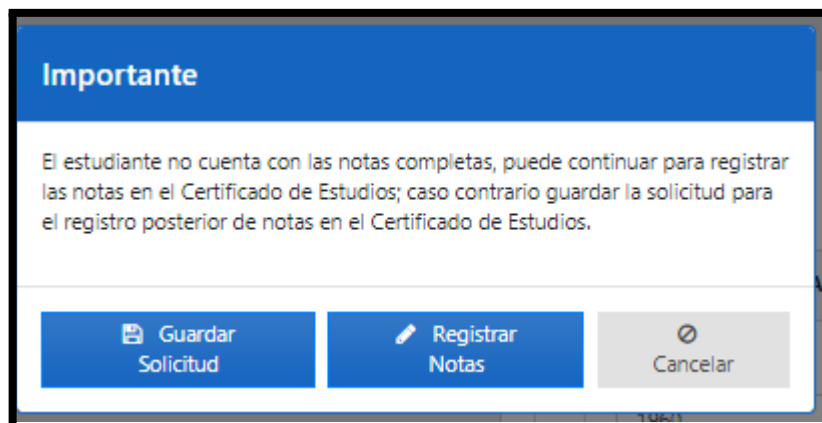 Importante
El estudiante no cuenta con las notas completas, puede continuar para registrar
las notas en el Certificado de Estudios; caso contrario guardar la solicitud para
el registro posterior de notas en el Certificado de Estudios.
Guardar
Solicitud
Registrar
Notas
Cancelar
1960